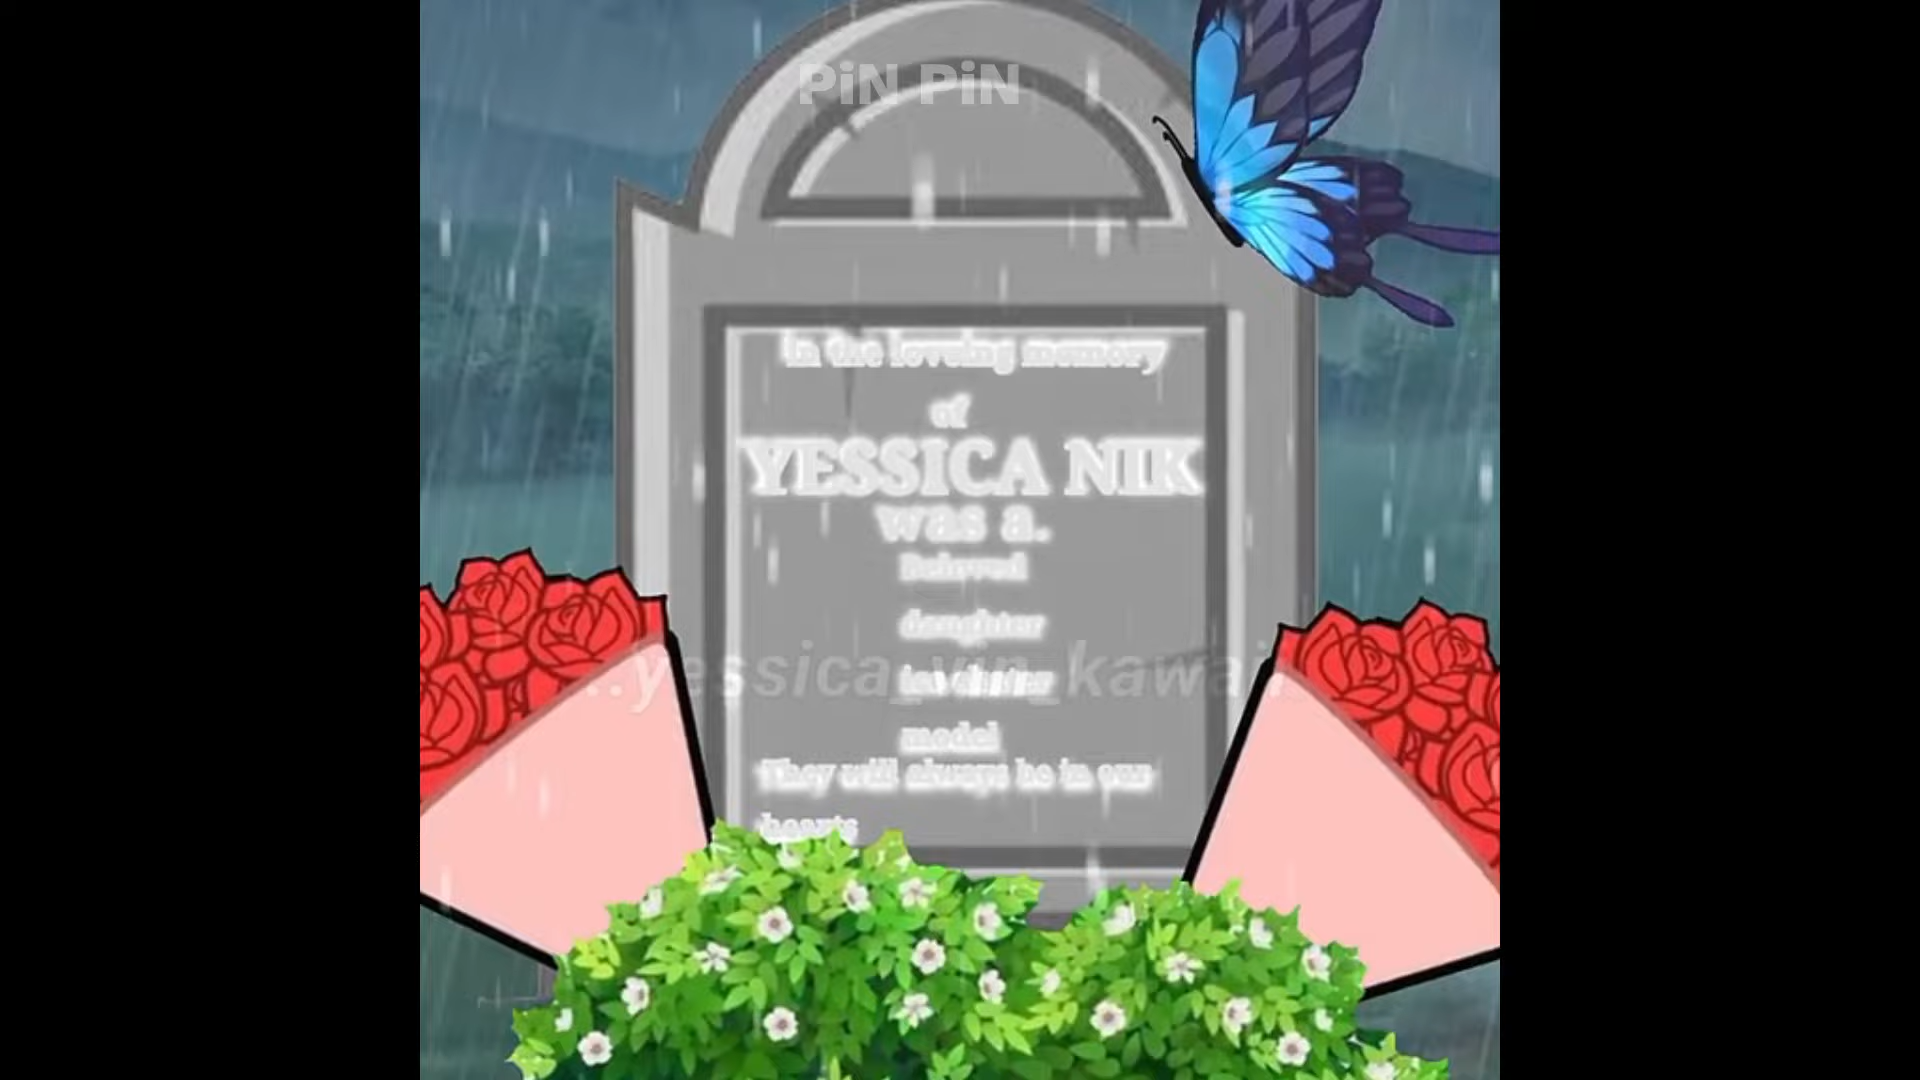 PiN PiN
in the loveing memory
of
YESSICA NIK
was a.
Beloved
daughter
model
They will always be in our
hearts